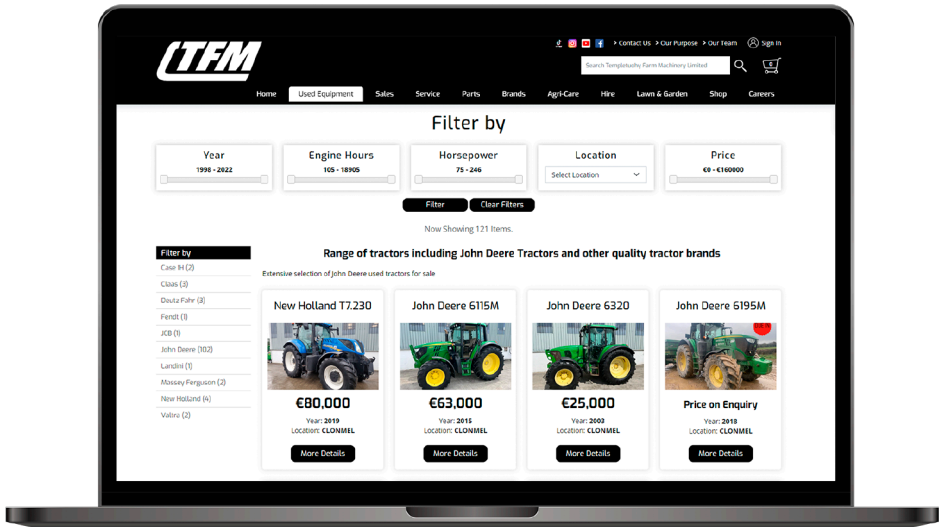 TFM
Contact Us
Our Purpose
Our Team
Sign In
Search Templetuohy Farm Machinery Limited
0
Home
Used Equipment
Sales
Service
Parts
Brands
Agri-Care
Hire
Lawn & Garden
Shop
Careers
Filter by
Year
1998 - 2022
Engine Hours
105 - 18905
Horsepower
75 - 246
Location
Select Location
Price
€0 - €160000
Filter
Clear Filters
Now Showing 121 Items.
Filter by
Case IH (2)
Claas (3)
Deutz Fahr (3)
Fendt (1)
JCB (1)
John Deere (102)
Landini (1)
Massey Ferguson (2)
New Holland (4)
Valtra (2)
Range of tractors including John Deere Tractors and other quality tractor brands
Extensive selection of John Deere used tractors for sale
New Holland T7.230
€80,000
Year: 2019
Location: CLONMEL
More Details
John Deere 6115M
€63,000
Year: 2015
Location: CLONMEL
More Details
John Deere 6320
€25,000
Year: 2003
Location: CLONMEL
More Details
John Deere 6195M
Price on Enquiry
Year: 2018
Location: CLONMEL
More Details